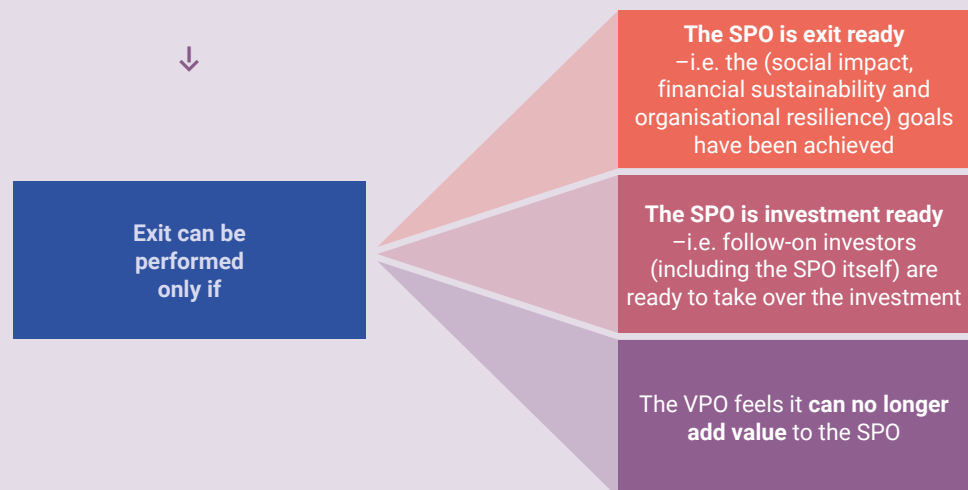 The SPO is exit ready
–i.e. the (social impact,
financial sustainability and
organisational resilience) goals
have been achieved
Exit can be
performed
only if
The SPO is investment ready
–i.e. follow-on investors
(including the SPO itself) are
ready to take over the investment
The VPO feels it can no longer
add value to the SPO